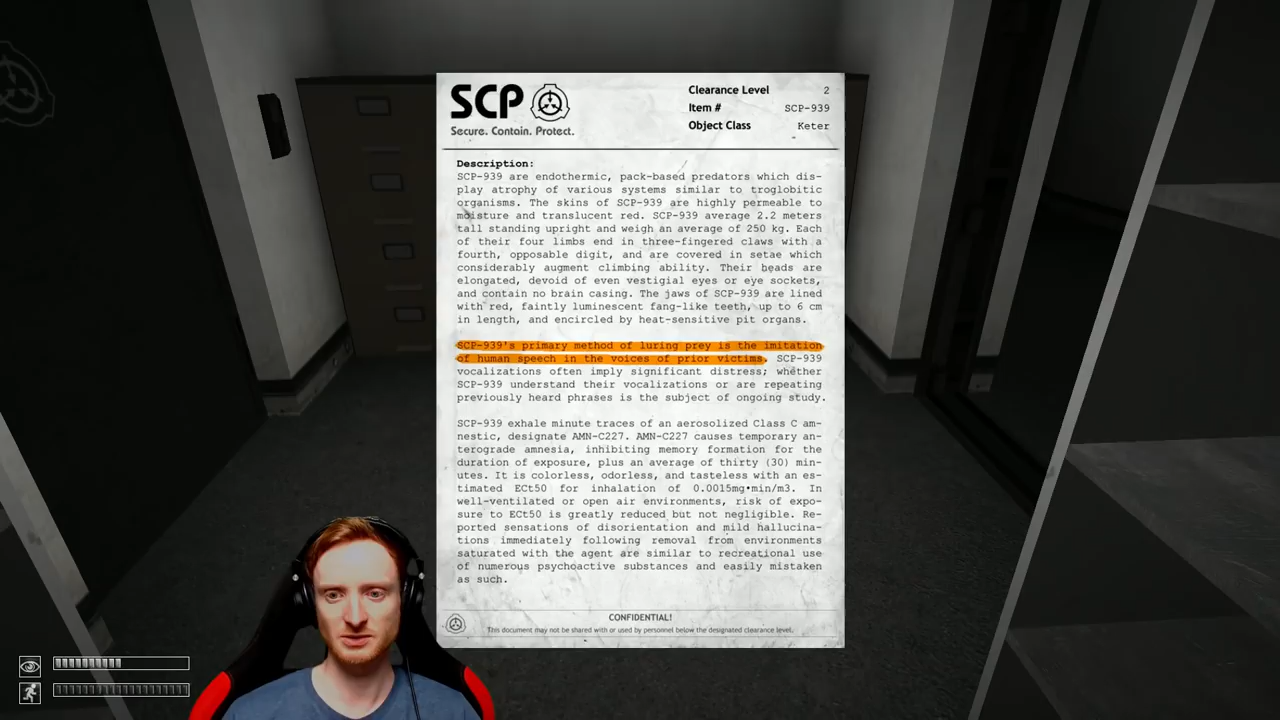 SCP
Secure. Contain. Protect.
Clearance Level 2
Item # SCP-939
Object Class Keter
Description:
SCP-939 are endothermic, pack-based predators which dis-
play atrophy of various systems similar to troglobitic
organisms. The skins of SCP-939 are highly permeable to
moisture and translucent red. SCP-939 average 2.2 meters
tall standing upright and weigh an average of 250 kg. Each
of their four limbs end in three-fingered claws with a
fourth, opposable digit, and are covered in setae which
considerably augment climbing ability. Their heads are
elongated, devoid of even vestigial eyes or eye sockets,
and contain no brain casing. The jaws of SCP-939 are lined
with red, faintly luminescent fang-like teeth, up to 6 cm
in length, and encircled by heat-sensitive pit organs.
SCP-939's primary method of luring prey is the imitation
of human speech in the voices of prior victims. SCP-939
vocalizations often imply significant distress; whether
SCP-939 understand their vocalizations or are repeating
previously heard phrases is the subject of ongoing study.
SCP-939 exhale minute traces of an aerosolized Class C am-
nestic, designate AMN-C227. AMN-C227 causes temporary an-
terograde amnesia, inhibiting memory formation for the
duration of exposure, plus an average of thirty (30) min-
utes. It is colorless, odorless, and tasteless with an es-
timated ECt50 for inhalation of 0.0015mg•min/m3. In
well-ventilated or open air environments, risk of expo-
sure to ECt50 is greatly reduced but not negligible. Re-
ported sensations of disorientation and mild hallucina-
tions immediately following removal from environments
saturated with the agent are similar to recreational use
of numerous psychoactive substances and easily mistaken
as such.
CONFIDENTIAL!
This document may not be shared with or used by personnel below the designated clearance level.